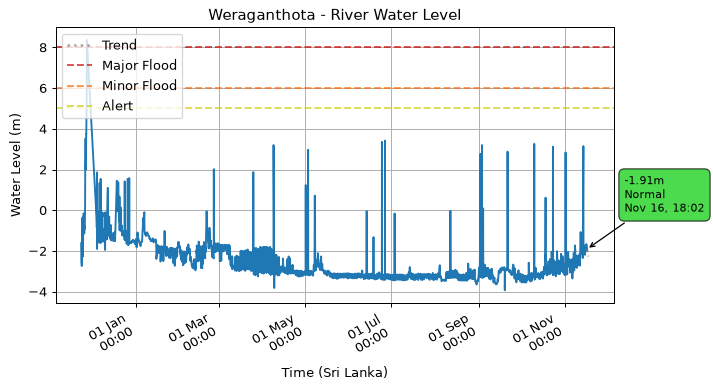 Weraganthota - River Water Level
Trend
Major Flood
Minor Flood
Alert
Water Level (m)
8
6
4
2
0
−2
−4
-1.91m
Normal
Nov 16, 18:02
01 Jan
00:00
01 Mar
00:00
01 May
00:00
01 Jul
00:00
01 Sep
00:00
01 Nov
00:00
Time (Sri Lanka)